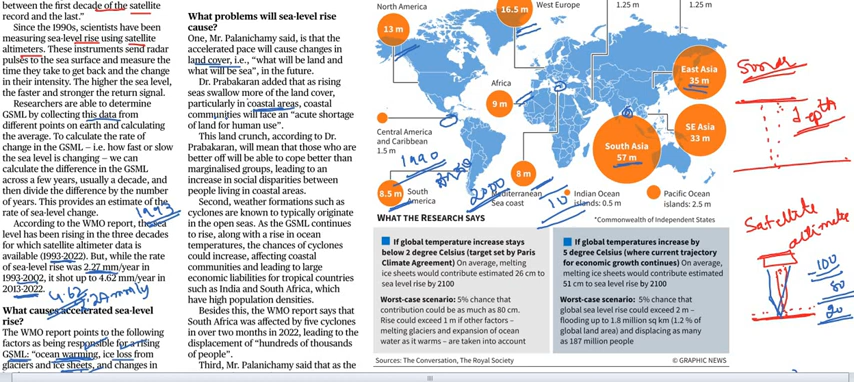 between the first decade of the satellite
record and the last."
Since the 1990s, scientists have been
measuring sea-level rise using satellite
altimeters. These instruments send radar
pulses to the sea surface and measure the
time they take to get back and the change
in their intensity. The higher the sea level,
the faster and stronger the return signal.
Researchers are able to determine
GSML by collecting this data from
different points on earth and calculating
the average. To calculate the rate of
change in the GSML – i.e. how fast or slow
the sea level is changing – we can
calculate the difference in the GSML
across a few years, usually a decade, and
then divide the difference by the number
of years. This provides an estimate of the
rate of sea-level change.
1993
According to the WMO report, the sea
level has been rising in the three decades
for which satellite altimeter data is
available (1993-2022). But, while the rate
of sea-level rise was 2.27 mm/year in
1993-2002, it shot up to 4.62 mm/year in
2013-2022.
4.62
What causes accelerated sea-level
rise?
The WMO report points to the following
factors as being responsible for a rising
GSML: "ocean warming, ice loss from
glaciers and ice sheets, and changes in
What problems will sea-level rise
cause?
One, Mr. Palanichamy said, is that the
accelerated pace will cause changes in
land cover, i.e., "what will be land and
what will be sea", in the future.
Dr. Prabakaran added that as rising
seas swallow more of the land cover,
particularly in coastal areas, coastal
communities will face an "acute shortage
of land for human use".
This land crunch, according to Dr.
Prabakaran, will mean that those who are
better off will be able to cope better than
marginalised groups, leading to an
increase in social disparities between
people living in coastal areas.
Second, weather formations such as
cyclones are known to typically originate
in the open seas. As the GSML continues
to rise, along with a rise in ocean
temperatures, the chances of cyclones
could increase, affecting coastal
communities and leading to large
economic liabilities for tropical countries
such as India and South Africa, which
have high population densities.
Besides this, the WMO report says that
South Africa was affected by five cyclones
in over two months in 2022, leading to the
displacement of "hundreds of thousands
of people".
Third, Mr. Palanichamy said that as the
North America
13 m
16.5 m
West Europe
1.25 m
1.25 m
East Asia
35 m
Africa
9 m
SE Asia
33 m
South Asia
57 m
Central America
and Caribbean
1.5 m
1990
2000
8.5 m
South
America
8 m
Mediterranean
Sea coast
10
Indian Ocean
islands: 0.5 m
Pacific Ocean
islands: 2.5 m
WHAT THE RESEARCH SAYS
*Commonwealth of Independent States
If global temperature increase stays
below 2 degree Celsius (target set by Paris
Climate Agreement) On average, melting
ice sheets would contribute estimated 26 cm to
sea level rise by 2100
Worst-case scenario: 5% chance that
contribution could be as much as 80 cm.
Rise could exceed 1 m if other factors -
melting glaciers and expansion of ocean
water as it warms – are taken into account
If global temperatures increase by
5 degree Celsius (where current trajectory
for economic growth continues) On average,
melting ice sheets would contribute estimated
51 cm to sea level rise by 2100
Worst-case scenario: 5% chance that
global sea level rise could exceed 2 m –
flooding up to 1.8 million sq km (1.2 % of
global land area) and displacing as many
as 187 million people
Sources: The Conversation, The Royal Society
© GRAPHIC NEWS
depth
Satellite
100
50
20